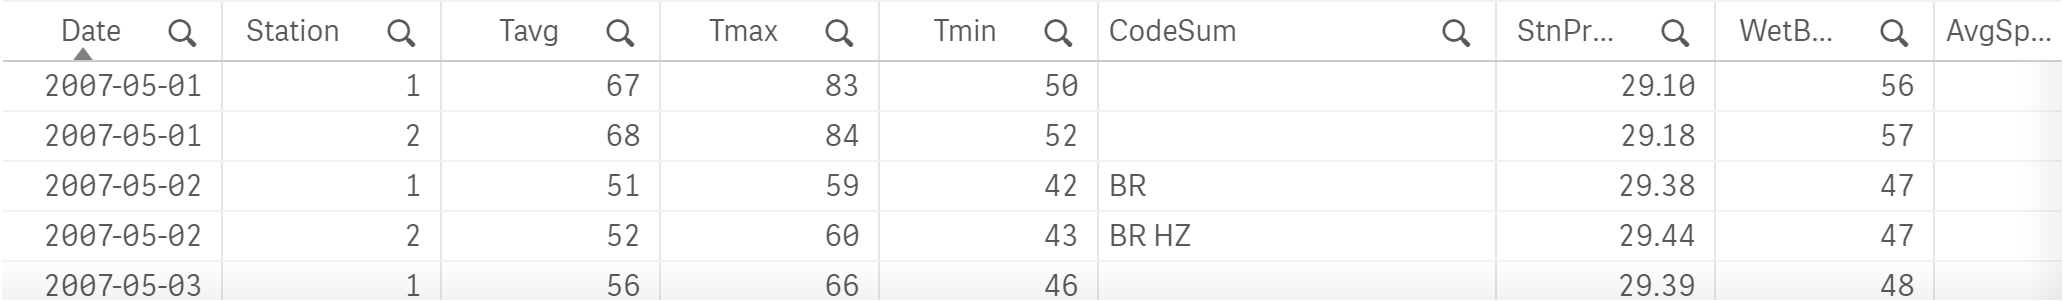 Date Station Tavg Tmax Tmin CodeSum StnPr... WetB... AvgSp...
2007-05-01 1 67 83 50 29.10 56
2007-05-01 2 68 84 52 29.18 57
2007-05-02 1 51 59 42 BR 29.38 47
2007-05-02 2 52 60 43 BR HZ 29.44 47
2007-05-03 1 56 66 46 29.39 48